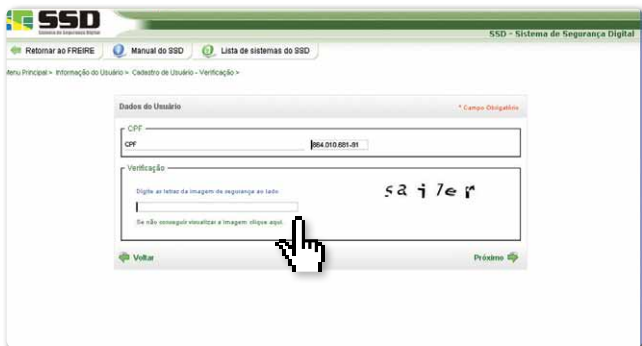 SSD
Sistema de Segurança Digital
SSD - Sistema de Segurança Digital
Retornar ao FREIRE
Manual do SSD
Lista de sistemas do SSD
Menu Principal > Informação do Usuário > Cadastro de Usuário - Verificação >
Dados do Usuário
* Campo Obrigatório
CPF
CPF
864.010.681-91
Verificação
Digite as letras da imagem de segurança ao lado
sailer
Se não conseguir visualizar a imagem clique aqui.
Voltar
Próximo